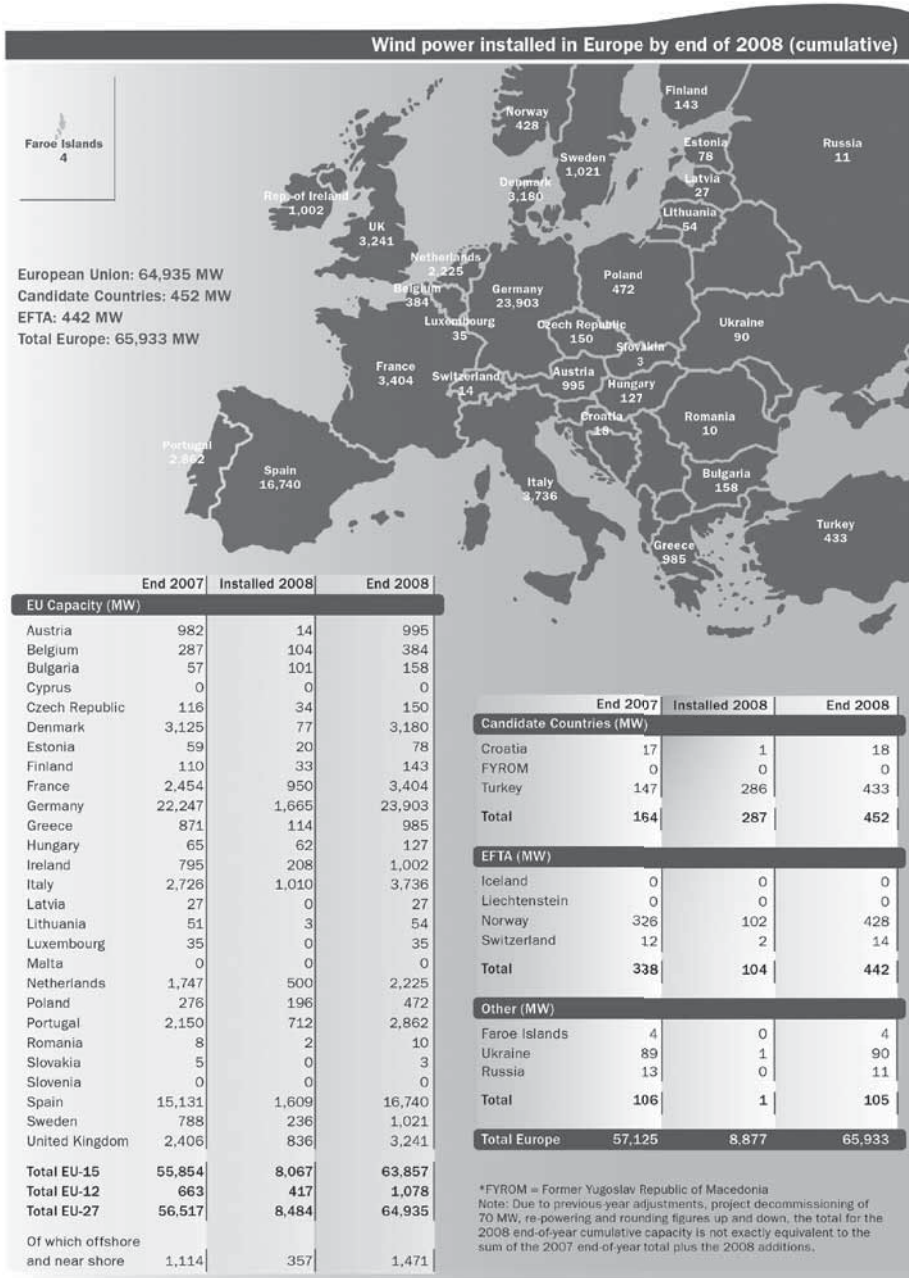 Wind power installed in Europe by end of 2008 (cumulative)
Faroe Islands
4
Finland
143
Norway
428
Russia
11
Estonia
78
Sweden
1,021
Latvia
27
Denmark
3,180
Rep. of Ireland
1,002
Lithuania
54
UK
3,241
Netherlands
2,225
Poland
472
Germany
23,903
Belgium
384
Luxembourg
35
Czech Republic
150
Ukraine
90
Slovakia
3
France
3,404
Switzerland
14
Austria
995
Hungary
127
Croatia
18
Romania
10
Portugal
2,862
Spain
16,740
Italy
3,736
Bulgaria
158
Turkey
433
Greece
985
European Union: 64,935 MW
Candidate Countries: 452 MW
EFTA: 442 MW
Total Europe: 65,933 MW
End 2007 Installed 2008 End 2008
EU Capacity (MW)
Austria 982 14 995
Belgium 287 104 384
Bulgaria 57 101 158
Cyprus 0 0 0
Czech Republic 116 34 150
Denmark 3,125 77 3,180
Estonia 59 20 78
Finland 110 33 143
France 2,454 950 3,404
Germany 22,247 1,665 23,903
Greece 871 114 985
Hungary 65 62 127
Ireland 795 208 1,002
Italy 2,726 1,010 3,736
Latvia 27 0 27
Lithuania 51 3 54
Luxembourg 35 0 35
Malta 0 0 0
Netherlands 1,747 500 2,225
Poland 276 196 472
Portugal 2,150 712 2,862
Romania 8 2 10
Slovakia 5 0 3
Slovenia 0 0 0
Spain 15,131 1,609 16,740
Sweden 788 236 1,021
United Kingdom 2,406 836 3,241
Total EU-15 55,854 8,067 63,857
Total EU-12 663 417 1,078
Total EU-27 56,517 8,484 64,935
Of which offshore
and near shore 1,114 357 1,471
End 2007 Installed 2008 End 2008
Candidate Countries (MW)
Croatia 17 1 18
FYROM 0 0 0
Turkey 147 286 433
Total 164 287 452
EFTA (MW)
Iceland 0 0 0
Liechtenstein 0 0 0
Norway 326 102 428
Switzerland 12 2 14
Total 338 104 442
Other (MW)
Faroe Islands 4 0 4
Ukraine 89 1 90
Russia 13 0 11
Total 106 1 105
Total Europe 57,125 8,877 65,933
*FYROM = Former Yugoslav Republic of Macedonia
Note: Due to previous-year adjustments, project decommissioning of
70 MW, re-powering and rounding figures up and down, the total for the
2008 end-of-year cumulative capacity is not exactly equivalent to the
sum of the 2007 end-of-year total plus the 2008 additions.